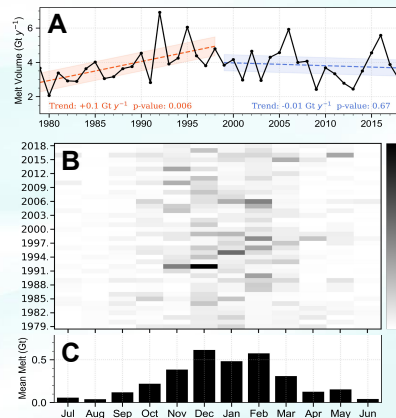 A
Melt Volume (Gt y⁻¹)
6
4
2
Trend: +0.1 Gt y⁻¹ p-value: 0.006
Trend: -0.01 Gt y⁻¹ p-value: 0.67
1980 1985 1990 1995 2000 2005 2010 2015
B
2018
2015
2012
2009
2006
2003
2000
1997
1994
1991
1988
1985
1982
1979
C
Mean Melt (Gt)
0.5
0.0
Jul Aug Sep Oct Nov Dec Jan Feb Mar Apr May Jun